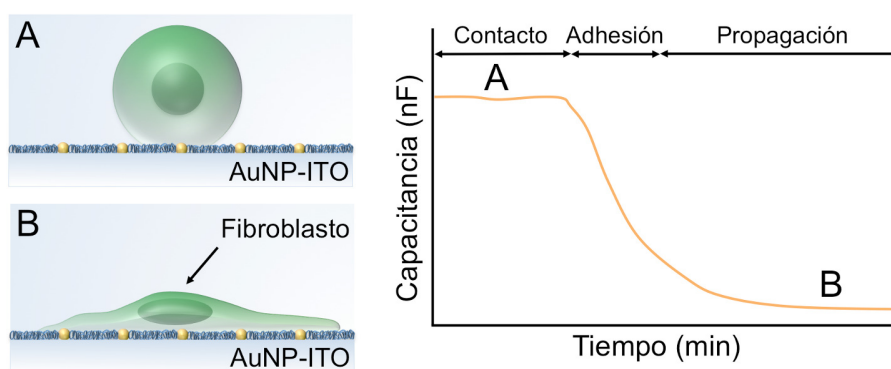 A
AuNP-ITO
B
Fibroblasto
AuNP-ITO
Contacto Adhesión Propagación
A
B
Capacitancia (nF)
Tiempo (min)